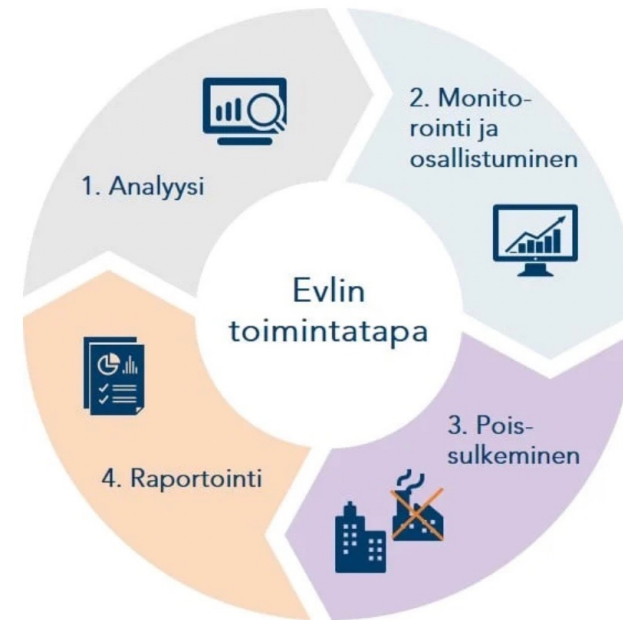 1. Analyysi
2. Monito-
rointi ja
osallistuminen
Evlin
toimintatapa
3. Pois-
sulkeminen
4. Raportointi